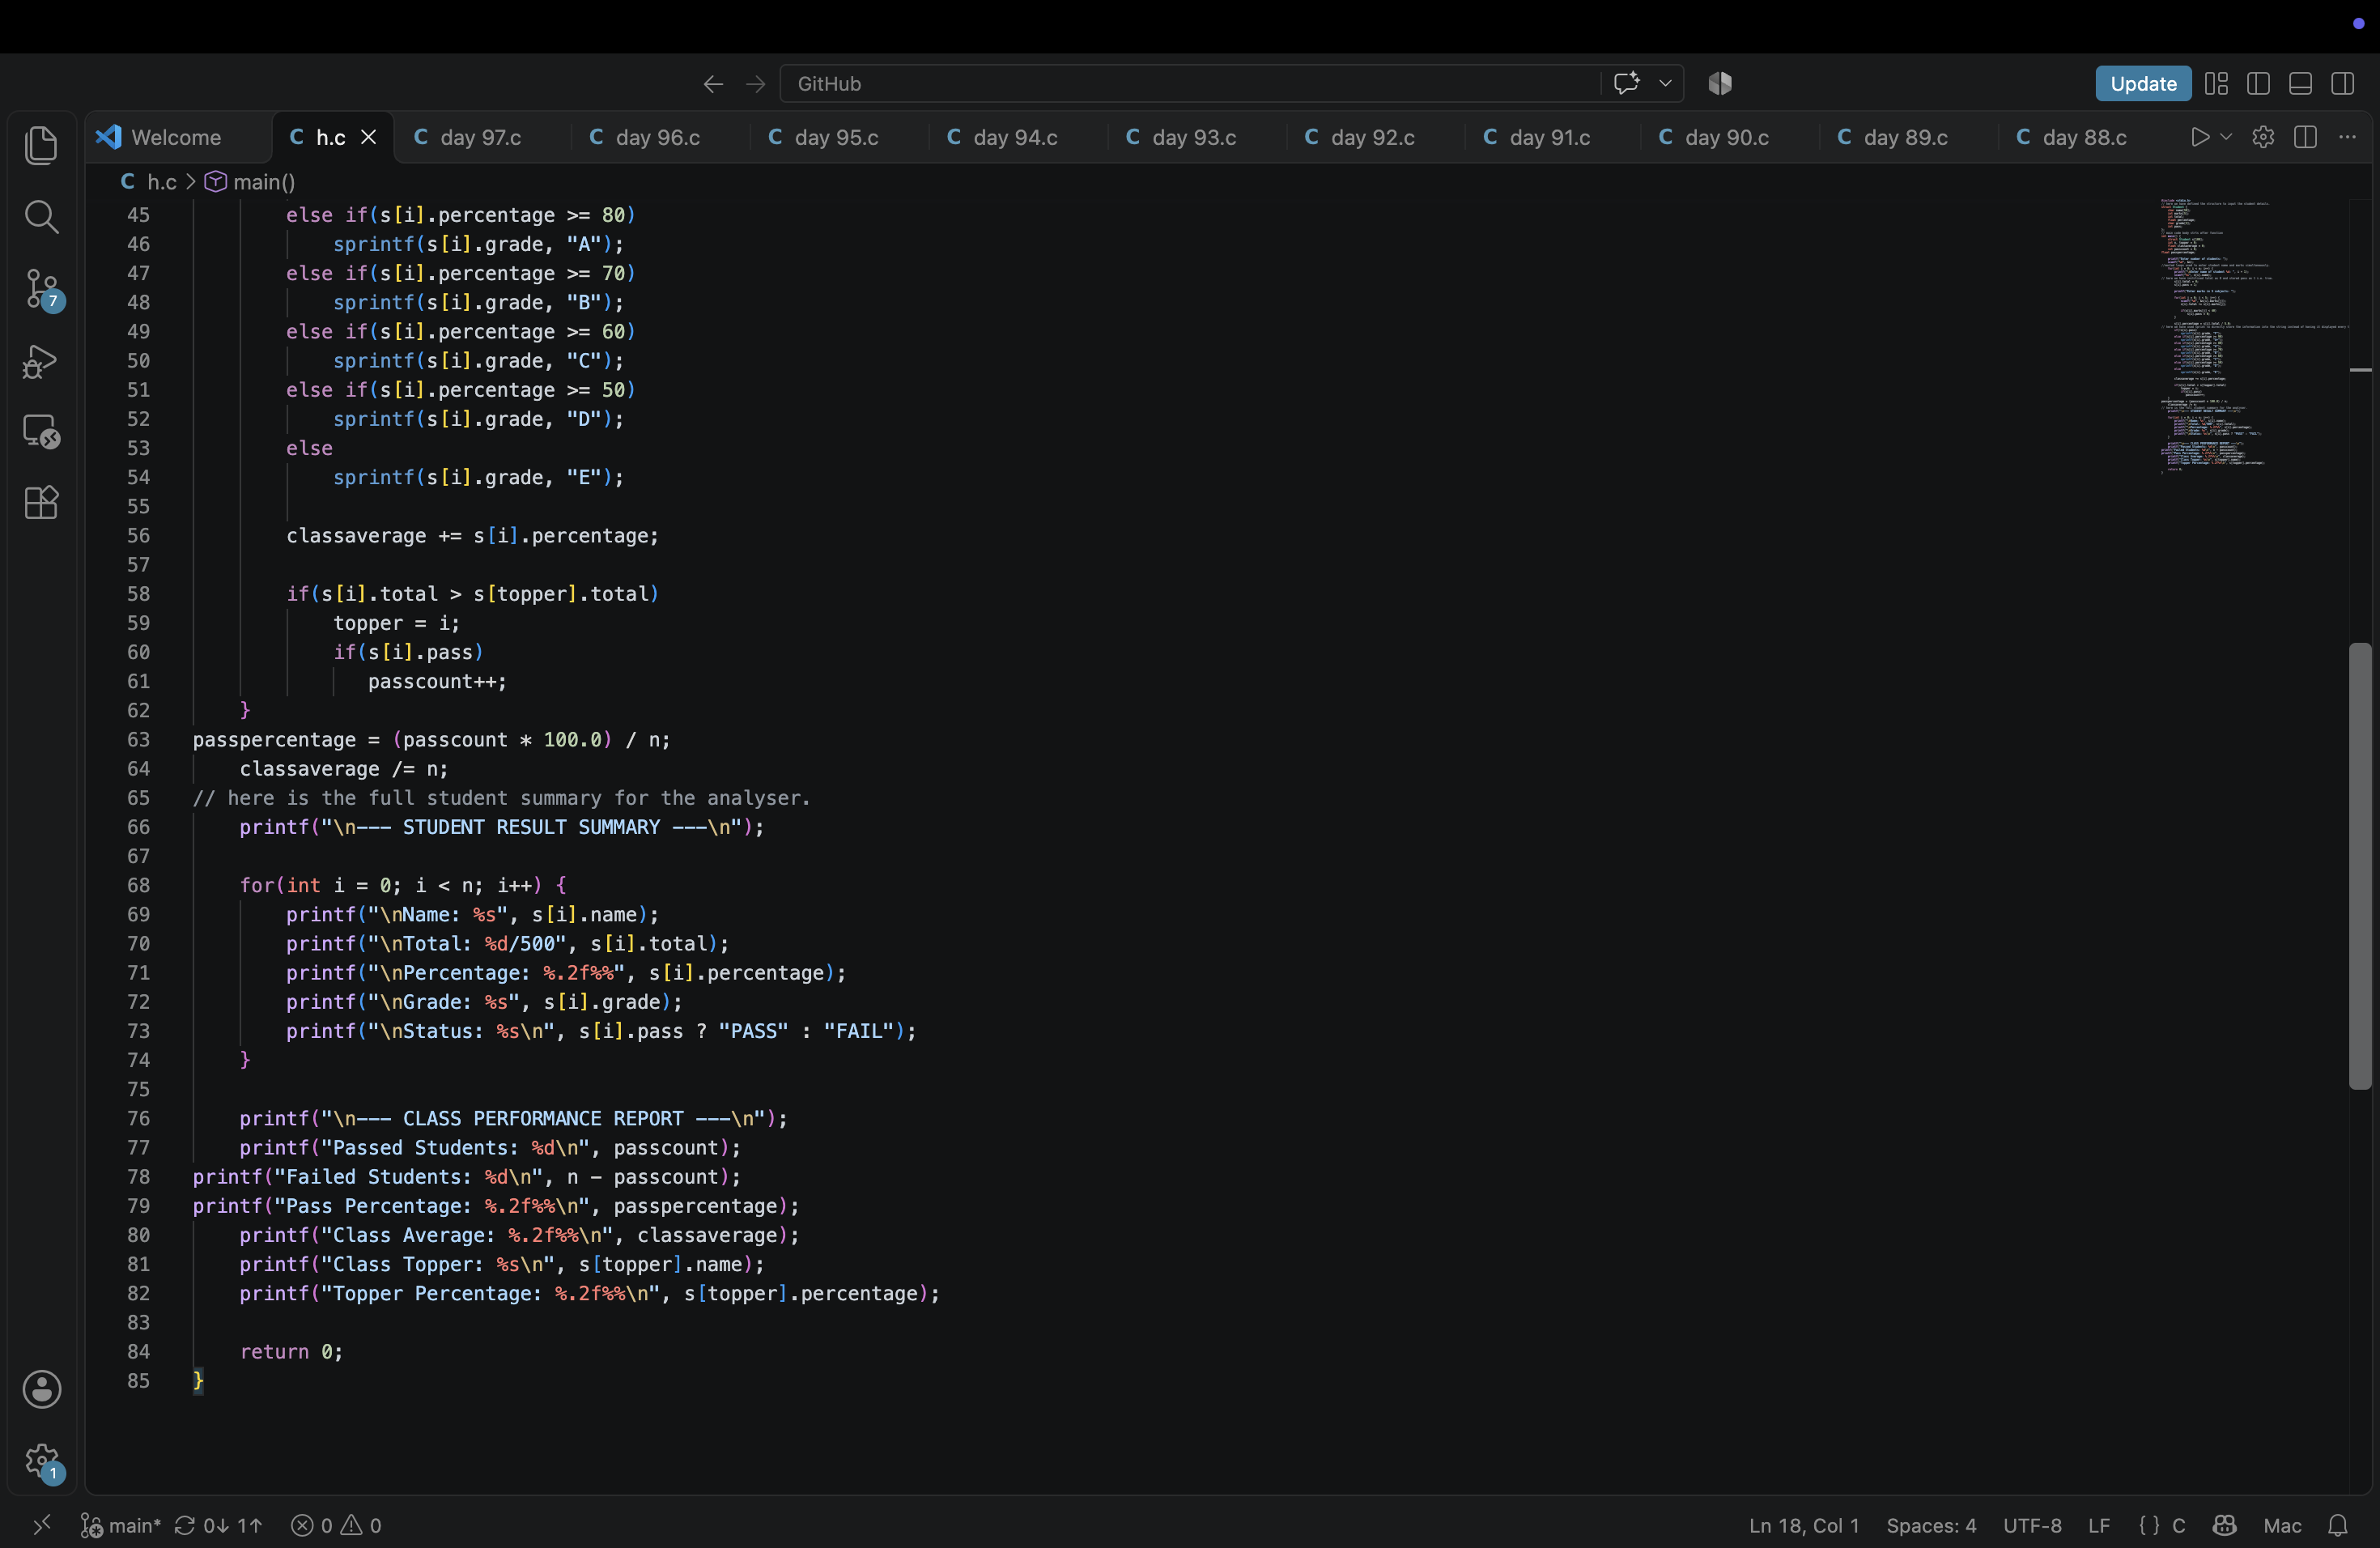 GitHub
Update
Welcome
C h.c
C day 97.c
C day 96.c
C day 95.c
C day 94.c
C day 93.c
C day 92.c
C day 91.c
C day 90.c
C day 89.c
C day 88.c
C h.c > main()
45 else if(s[i].percentage >= 80)
46 sprintf(s[i].grade, "A");
47 else if(s[i].percentage >= 70)
48 sprintf(s[i].grade, "B");
49 else if(s[i].percentage >= 60)
50 sprintf(s[i].grade, "C");
51 else if(s[i].percentage >= 50)
52 sprintf(s[i].grade, "D");
53 else
54 sprintf(s[i].grade, "E");
55
56 classaverage += s[i].percentage;
57
58 if(s[i].total > s[topper].total)
59 topper = i;
60 if(s[i].pass)
61 passcount++;
62 }
63 passpercentage = (passcount * 100.0) / n;
64 classaverage /= n;
65 // here is the full student summary for the analyser.
66 printf("\n--- STUDENT RESULT SUMMARY ---\n");
67
68 for(int i = 0; i < n; i++) {
69 printf("\nName: %s", s[i].name);
70 printf("\nTotal: %d/500", s[i].total);
71 printf("\nPercentage: %.2f%%", s[i].percentage);
72 printf("\nGrade: %s", s[i].grade);
73 printf("\nStatus: %s\n", s[i].pass ? "PASS" : "FAIL");
74 }
75
76 printf("\n--- CLASS PERFORMANCE REPORT ---\n");
77 printf("Passed Students: %d\n", passcount);
78 printf("Failed Students: %d\n", n - passcount);
79 printf("Pass Percentage: %.2f%%\n", passpercentage);
80 printf("Class Average: %.2f%%\n", classaverage);
81 printf("Class Topper: %s\n", s[topper].name);
82 printf("Topper Percentage: %.2f%%\n", s[topper].percentage);
83
84 return 0;
85 }
7
1
main* 0↓ 1↑ 0 0
Ln 18, Col 1 Spaces: 4 UTF-8 LF {} C Mac